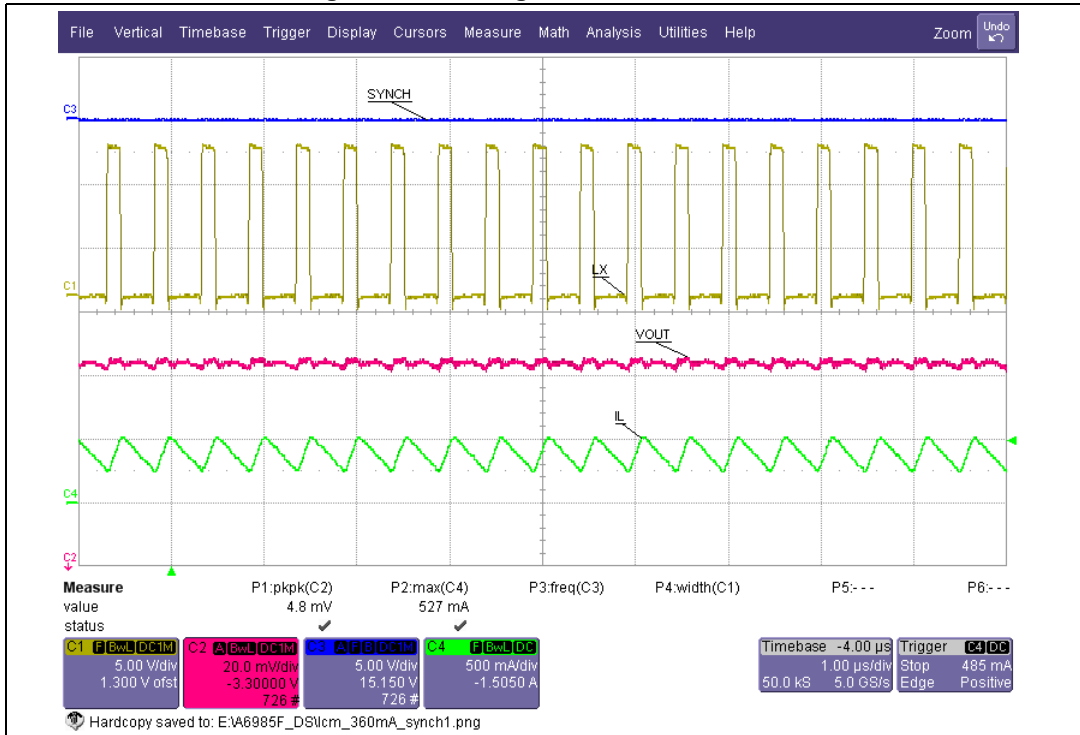 File Vertical Timebase Trigger Display Cursors Measure Math Analysis Utilities Help Zoom Undo
C3
SYNCH
C1
LX
VOUT
IL
C4
C2
Measure P1:pkpk(C2) P2:max(C4) P3:freq(C3) P4:width(C1) P5:- - - P6:- - -
value 4.8 mV 527 mA
status
C1 F BwL DC1M
5.00 V/div
1.300 V ofst
C2 A BwL DC1M
20.0 mV/div
-3.30000 V
726 #
5.00 V/div
15.150 V
726 #
C4 F BwL DC
500 mA/div
-1.5050 A
Timebase -4.00 µs
1.00 µs/div
50.0 kS 5.0 GS/s
Trigger C4 DC
Stop 485 mA
Edge Positive
Hardcopy saved to: E:\A6985F_DS\lcm_360mA_synch1.png